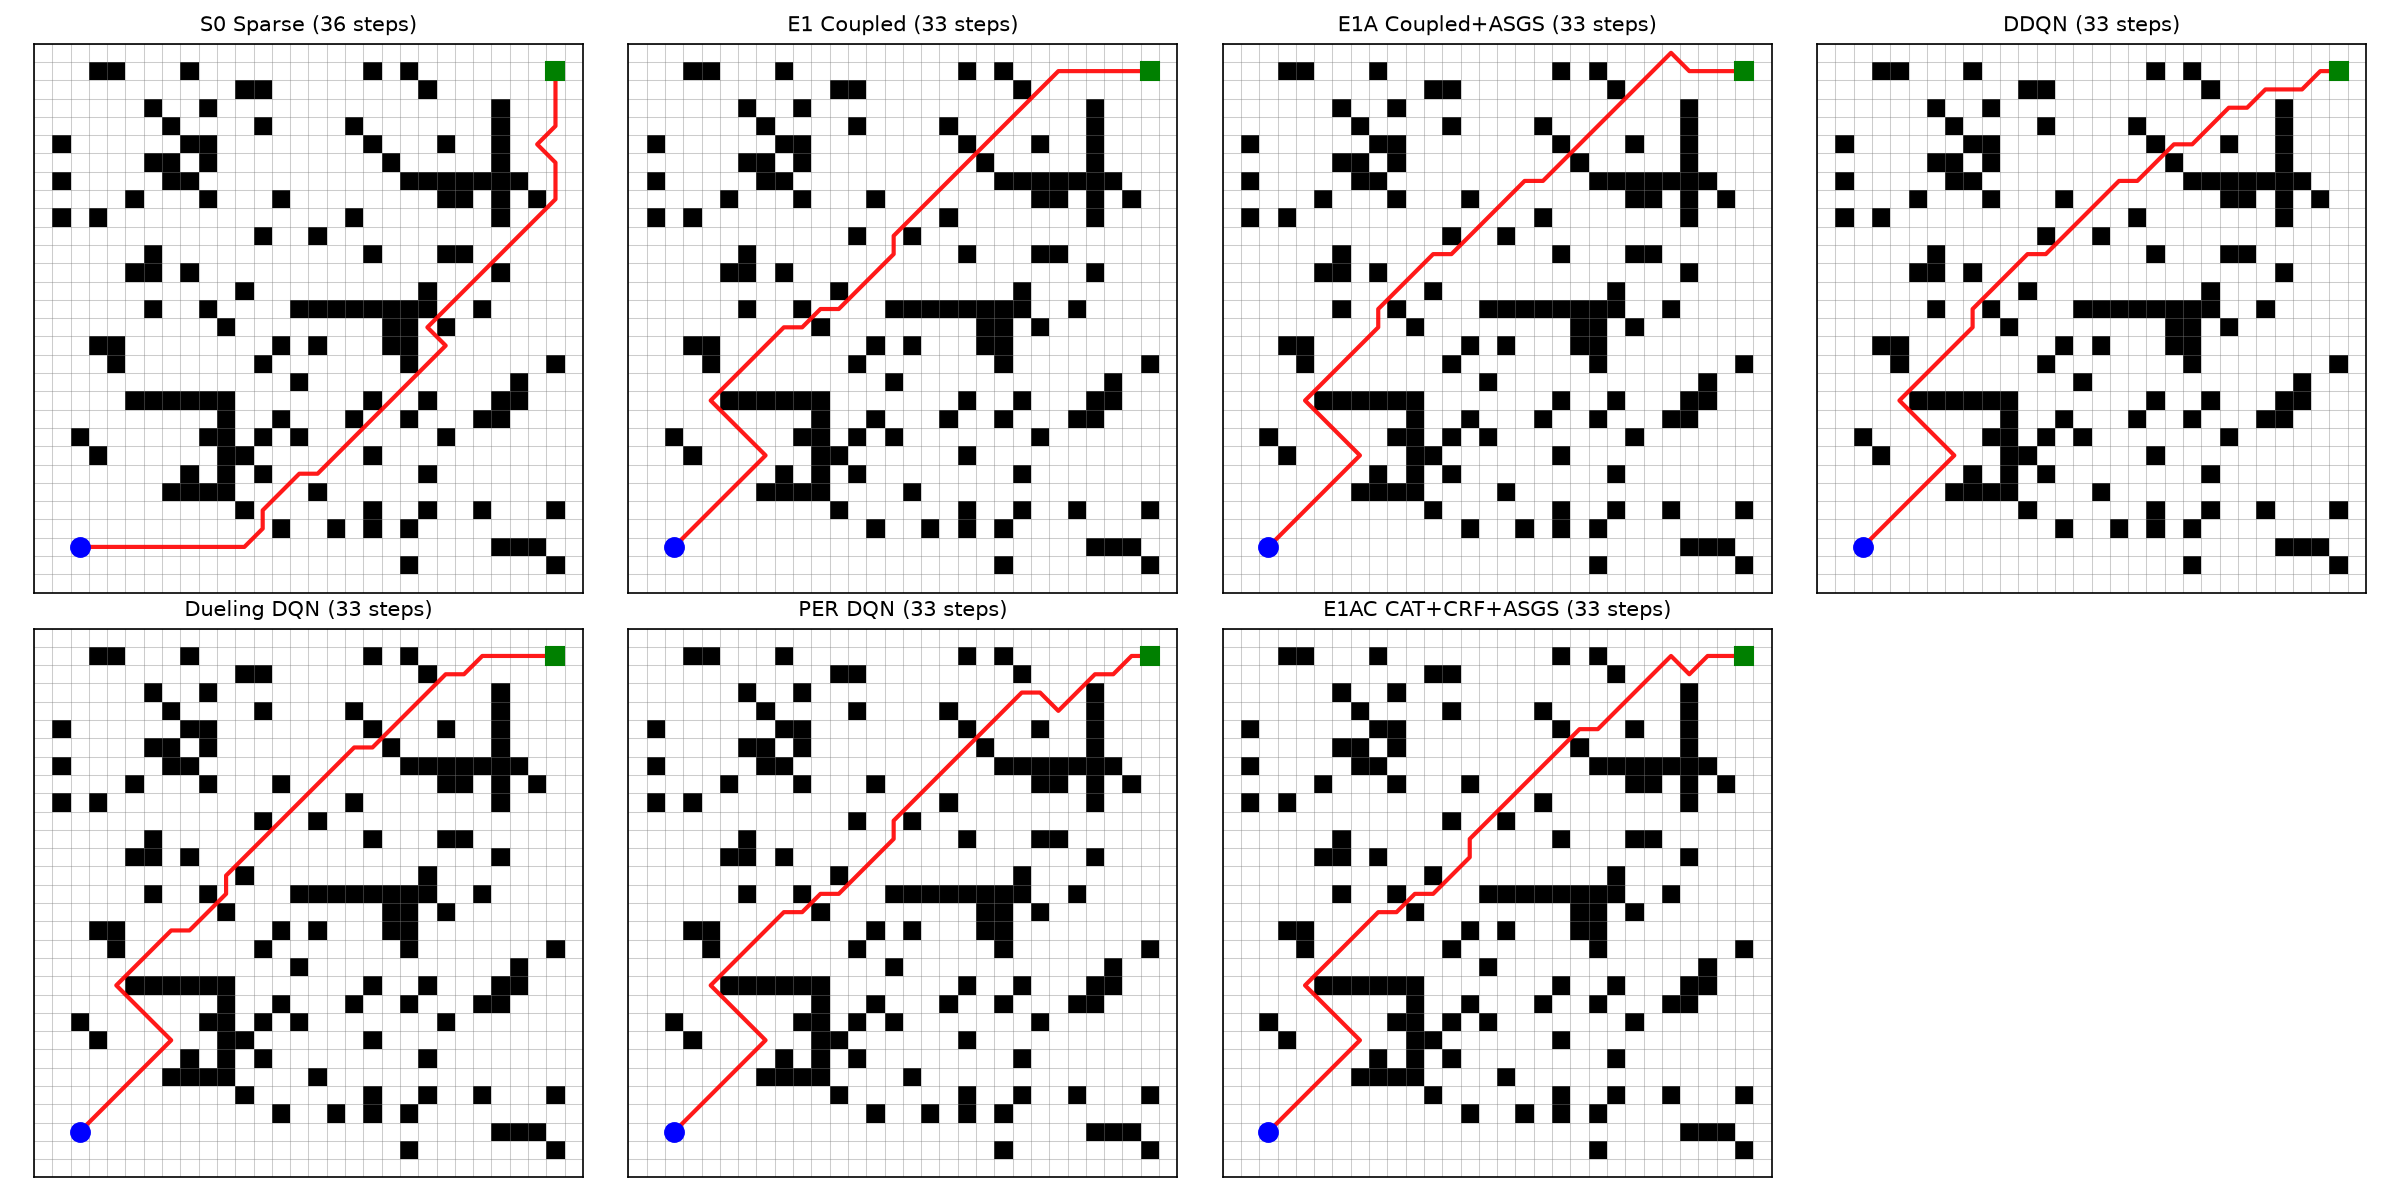 S0 Sparse (36 steps)
E1 Coupled (33 steps)
E1A Coupled+ASGS (33 steps)
DDQN (33 steps)
Dueling DQN (33 steps)
PER DQN (33 steps)
E1AC CAT+CRF+ASGS (33 steps)